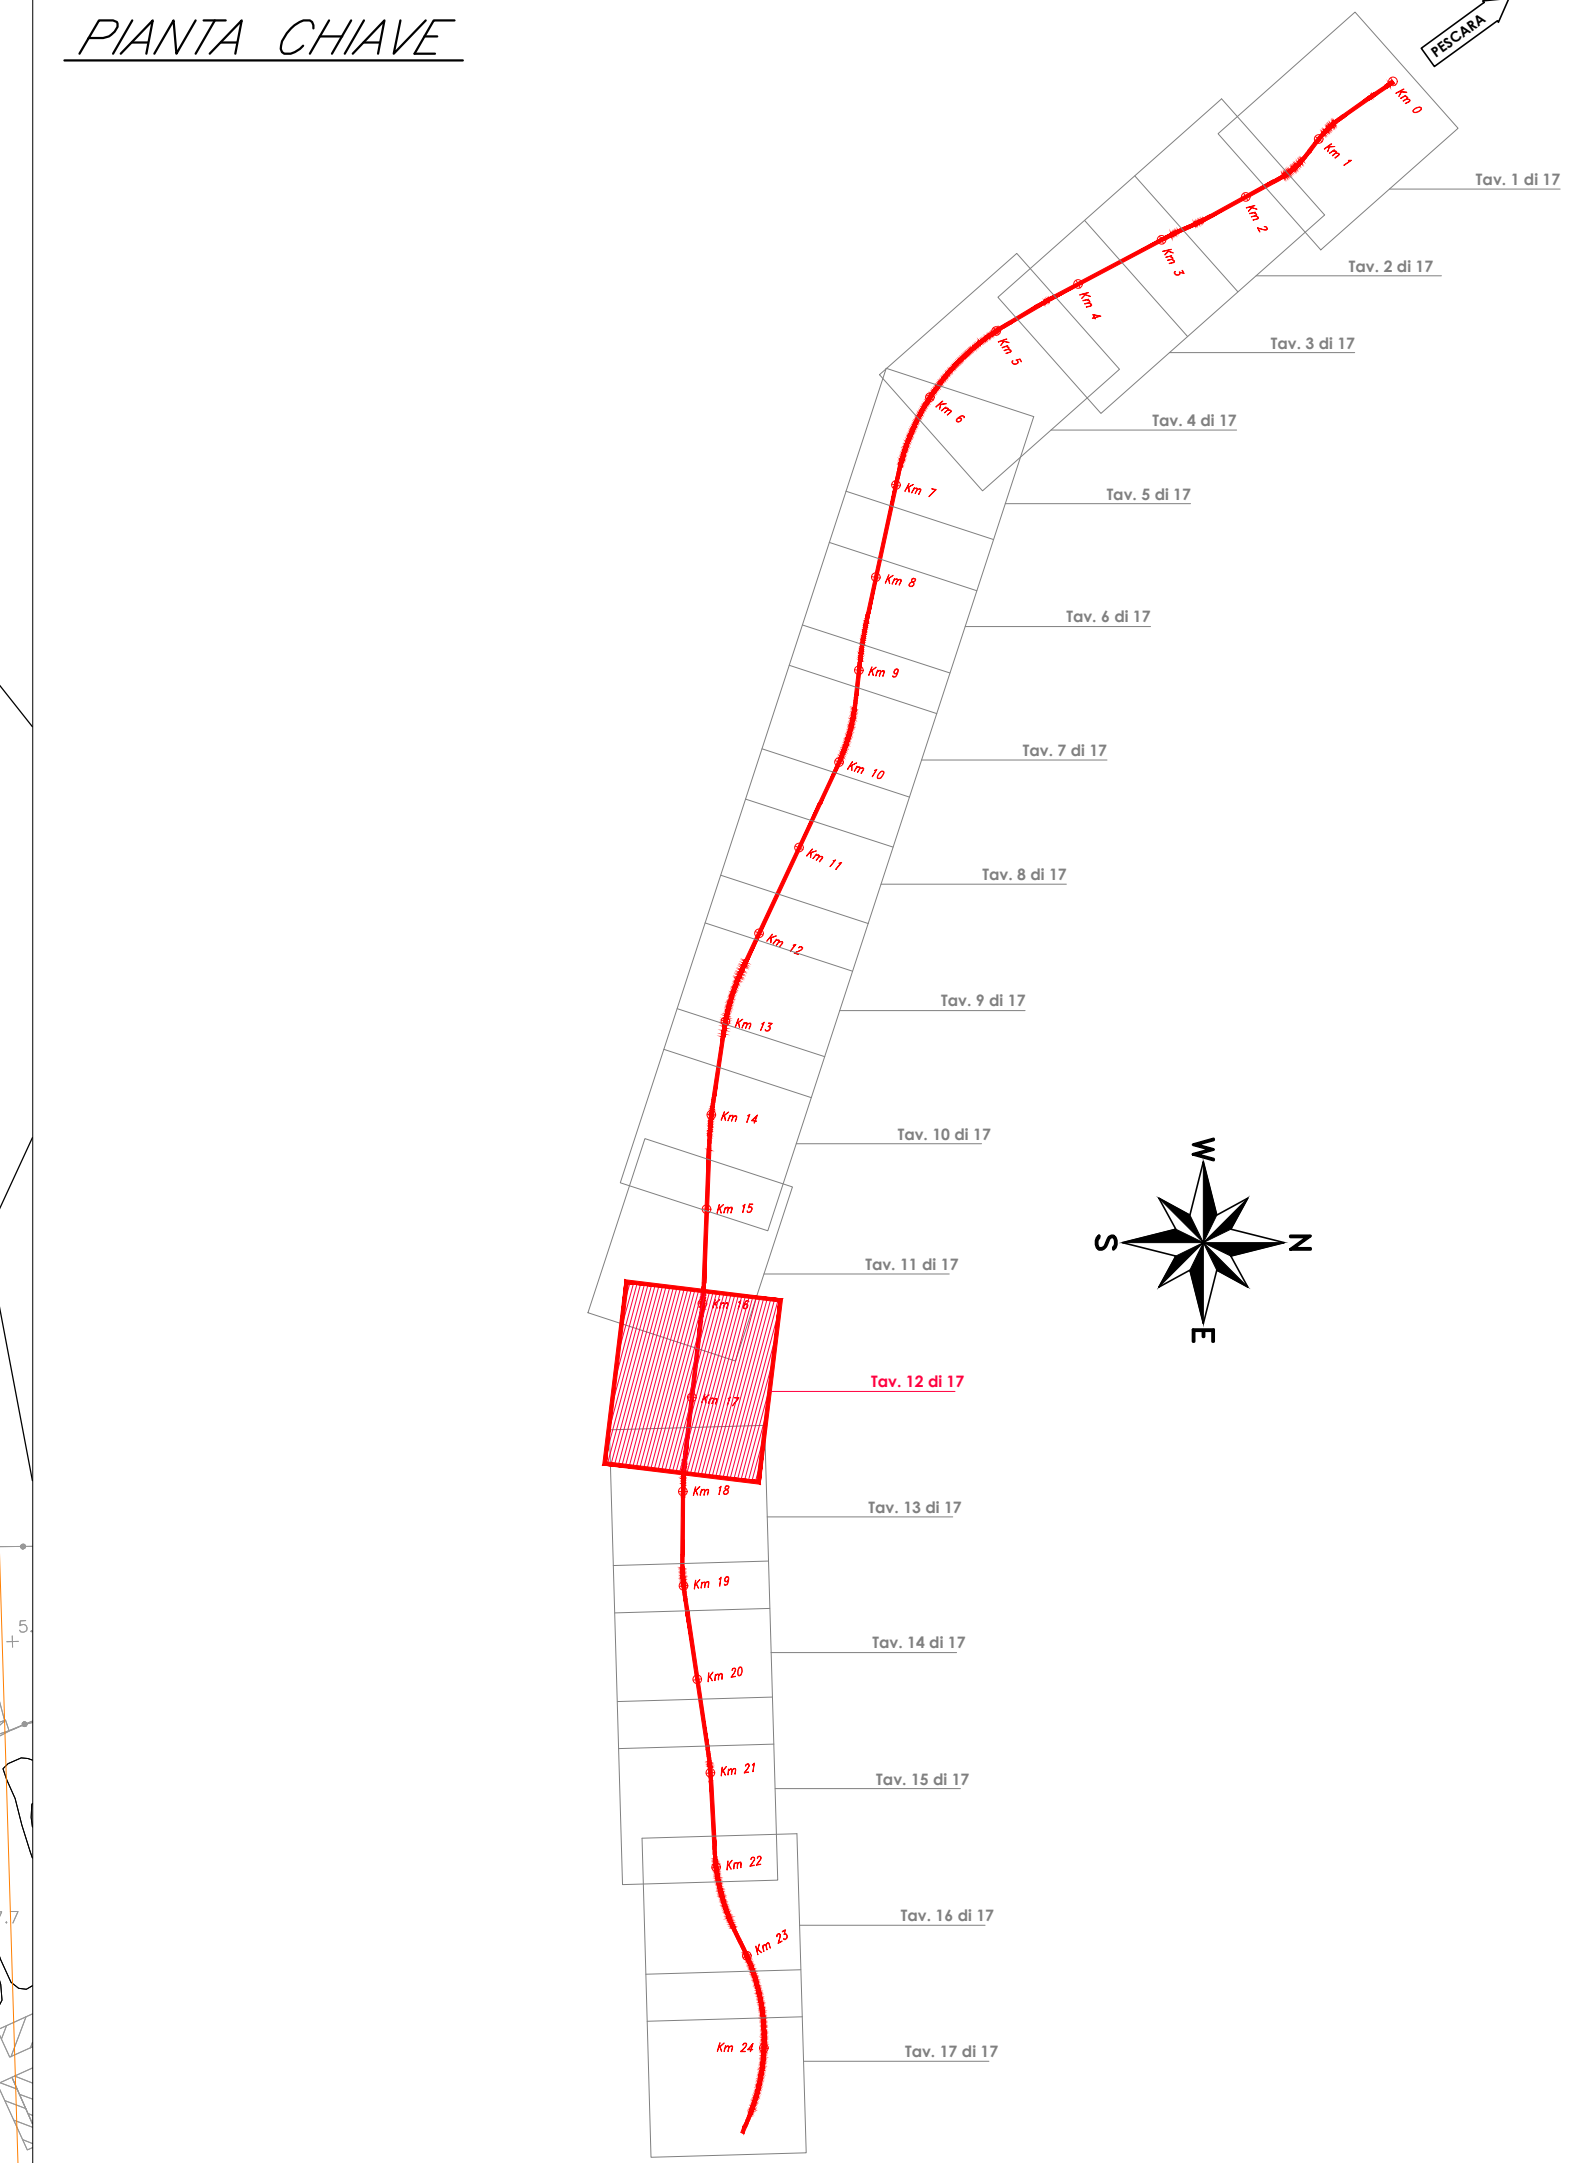 PIANTA CHIAVE
PESCARA
Km 0
Km 1
Tav. 1 di 17
Km 2
Km 3
Tav. 2 di 17
Km 4
Km 5
Tav. 3 di 17
Km 6
Tav. 4 di 17
Km 7
Tav. 5 di 17
Km 8
Tav. 6 di 17
Km 9
Tav. 7 di 17
Km 10
Km 11
Tav. 8 di 17
Km 12
Tav. 9 di 17
Km 13
Km 14
Tav. 10 di 17
W
S
N
E
Km 15
Tav. 11 di 17
Km 16
Tav. 12 di 17
Km 17
Km 18
Tav. 13 di 17
Km 19
5.
Tav. 14 di 17
Km 20
Km 21
Tav. 15 di 17
Km 22
7.7
Tav. 16 di 17
Km 23
Km 24
Tav. 17 di 17